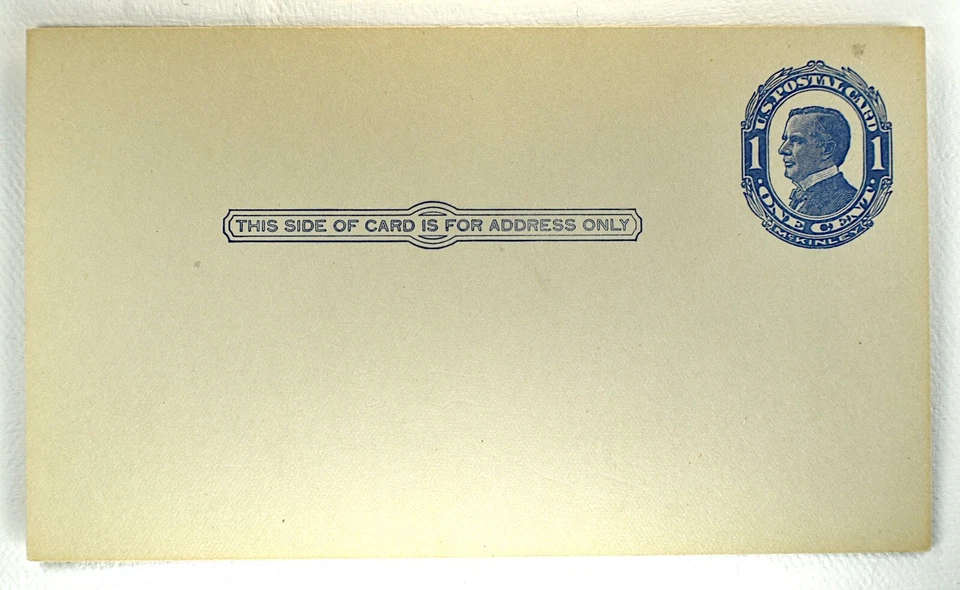 U.S. POSTAL CARD
1 1
· ONE CENT. ·
McKINLEY
THIS SIDE OF CARD IS FOR ADDRESS ONLY